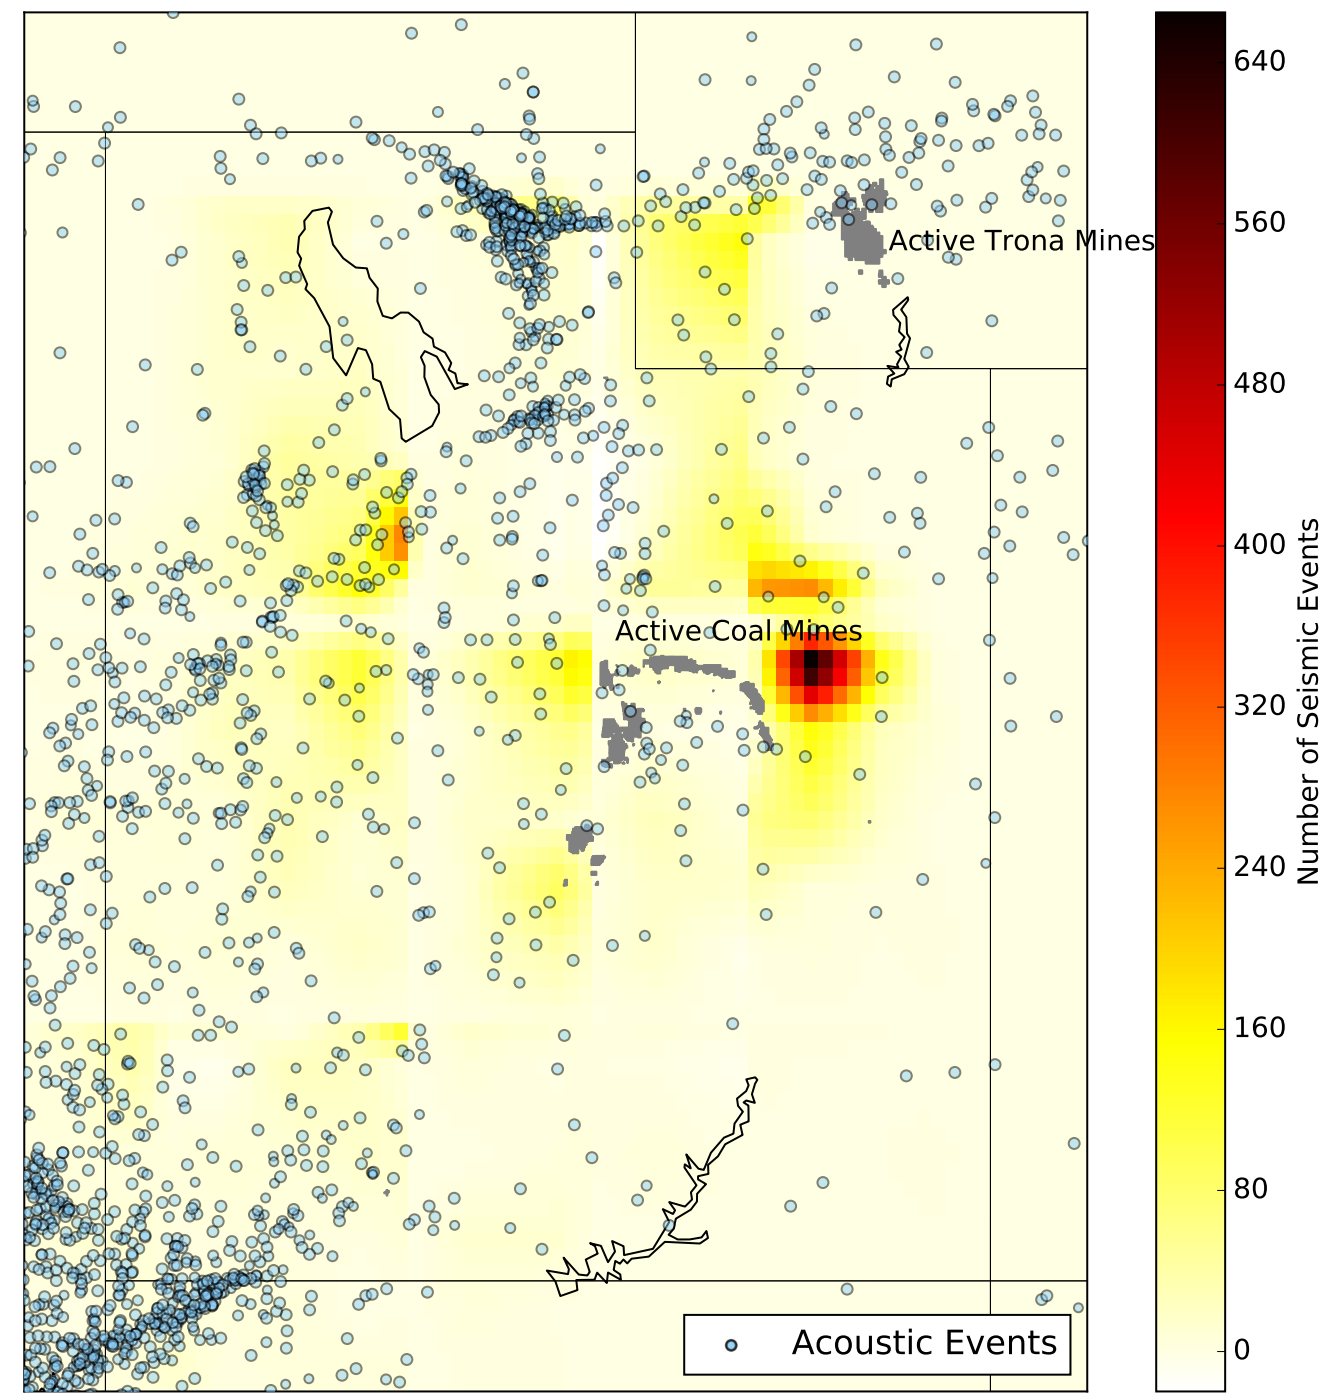 640
560
Active Trona Mines
480
400
Number of Seismic Events
Active Coal Mines
320
240
160
80
0
Acoustic Events